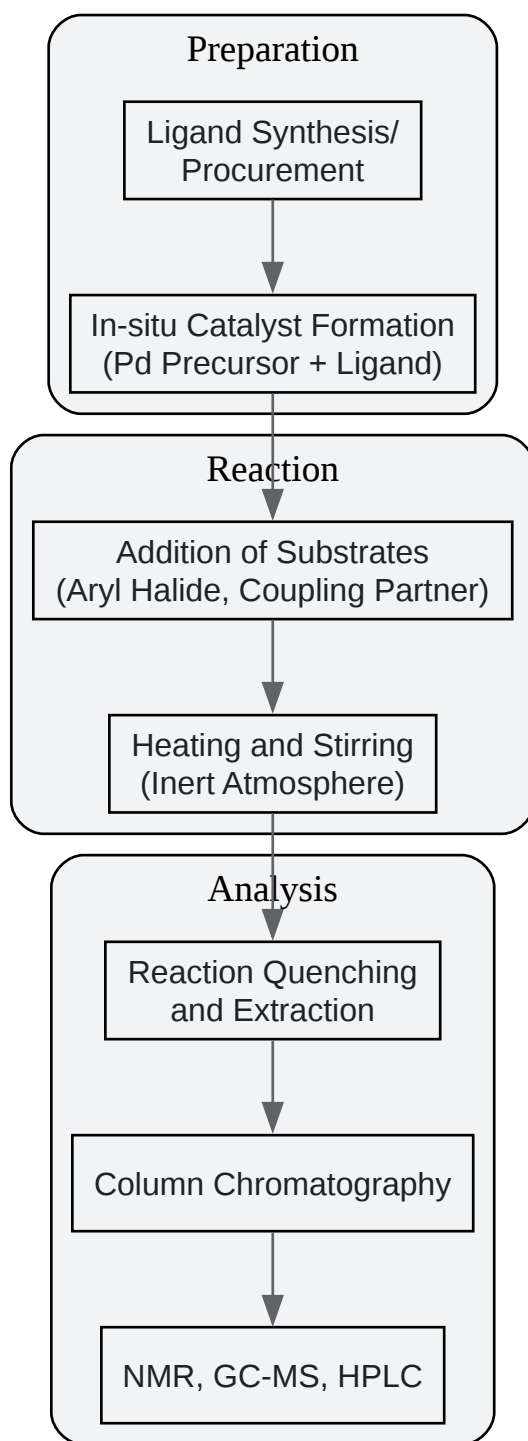 Preparation
Ligand Synthesis/
Procurement
In-situ Catalyst Formation
(Pd Precursor + Ligand)
Reaction
Addition of Substrates
(Aryl Halide, Coupling Partner)
Heating and Stirring
(Inert Atmosphere)
Analysis
Reaction Quenching
and Extraction
Column Chromatography
NMR, GC-MS, HPLC